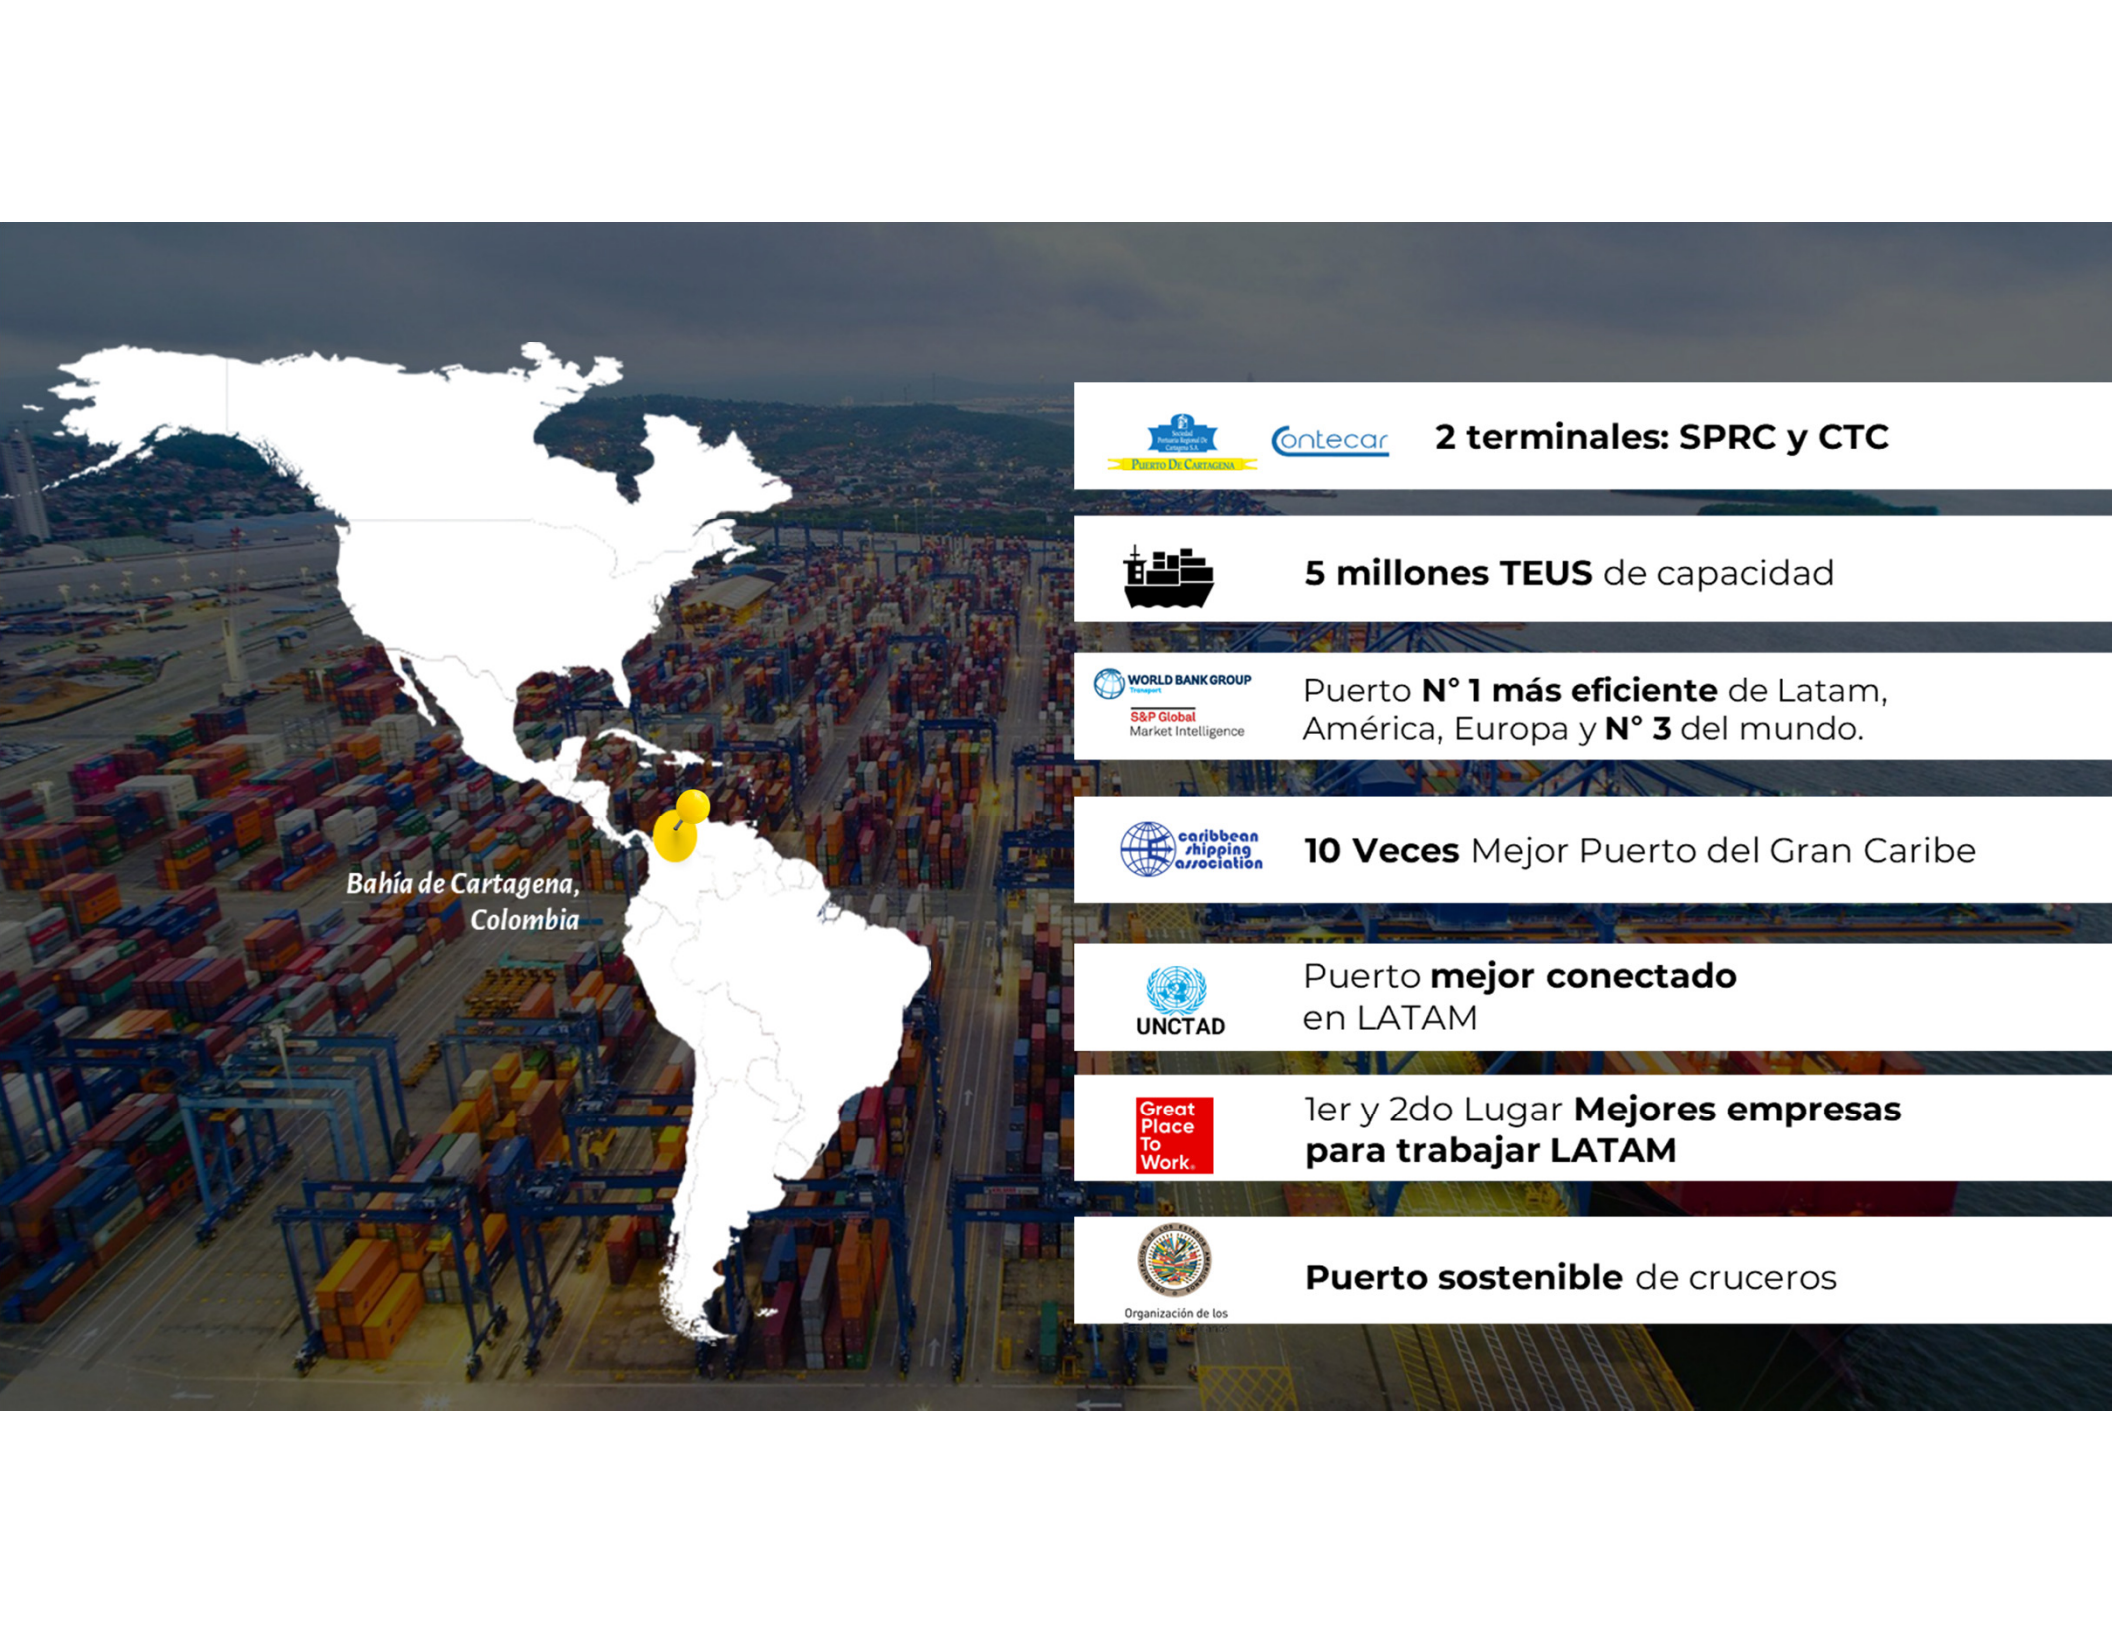 Bahía de Cartagena,
Colombia
Sociedad
Portuaria Regional De
Cartagena S.A.
PUERTO DE CARTAGENA
Contecar
2 terminales: SPRC y CTC
5 millones TEUS de capacidad
WORLD BANK GROUP
Transport
S&P Global
Market Intelligence
Puerto N° 1 más eficiente de Latam,
América, Europa y N° 3 del mundo.
caribbean
shipping
association
10 Veces Mejor Puerto del Gran Caribe
UNCTAD
Puerto mejor conectado
en LATAM
Great
Place
To
Work.
1er y 2do Lugar Mejores empresas
para trabajar LATAM
Organización de los
Puerto sostenible de cruceros